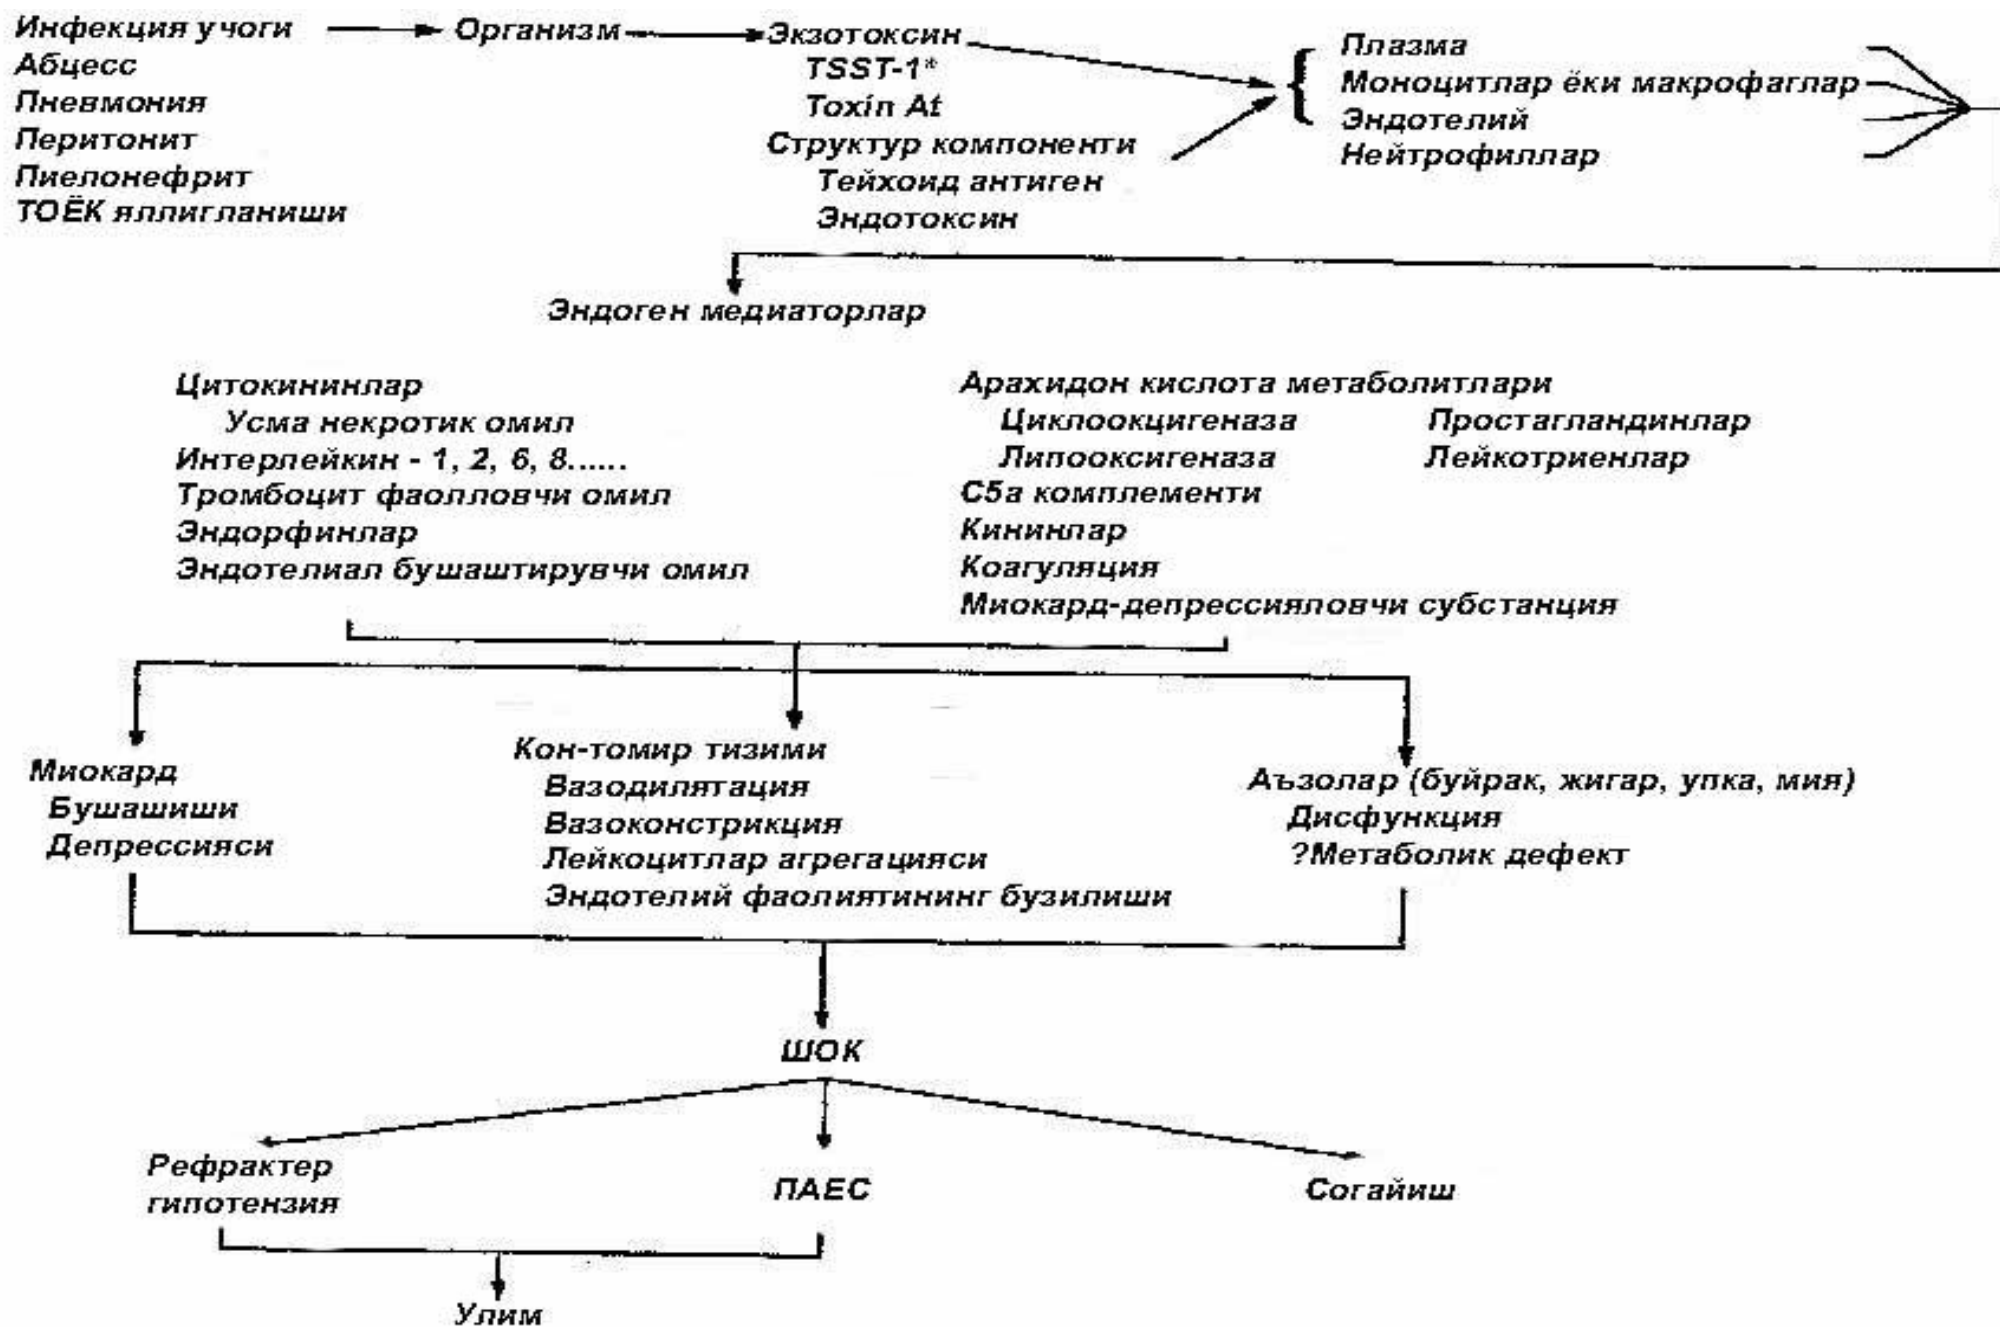 Инфекция учоги
Организм
Экзотоксин
Абцесс
TSST-1*
Пневмония
Toxin At
Перитонит
Структур компоненти
Пиелонефрит
Тейхоид антиген
ТОЁК яллигланиши
Эндотоксин
Плазма
Моноцитлар ёки макрофаглар
Эндотелий
Нейтрофиллар
Эндоген медиаторлар
Цитокининлар
Усма некротик омил
Интерлейкин - 1, 2, 6, 8......
Тромбоцит фаолловчи омил
Эндорфинлар
Эндотелиал бушаштирувчи омил
Арахидон кислота метаболитлари
Циклоокцигеназа Простагландинлар
Липооксигеназа Лейкотриенлар
С5а комплементи
Кининлар
Коагуляция
Миокард-депрессияловчи субстанция
Миокард
Бушашиши
Депрессияси
Кон-томир тизими
Вазодилятация
Вазоконстрикция
Лейкоцитлар агрегацияси
Эндотелий фаолиятининг бузилиши
Аъзолар (буйрак, жигар, упка, мия)
Дисфункция
?Метаболик дефект
ШОК
Рефрактер
гипотензия
ПАЕС
Согайиш
Улим